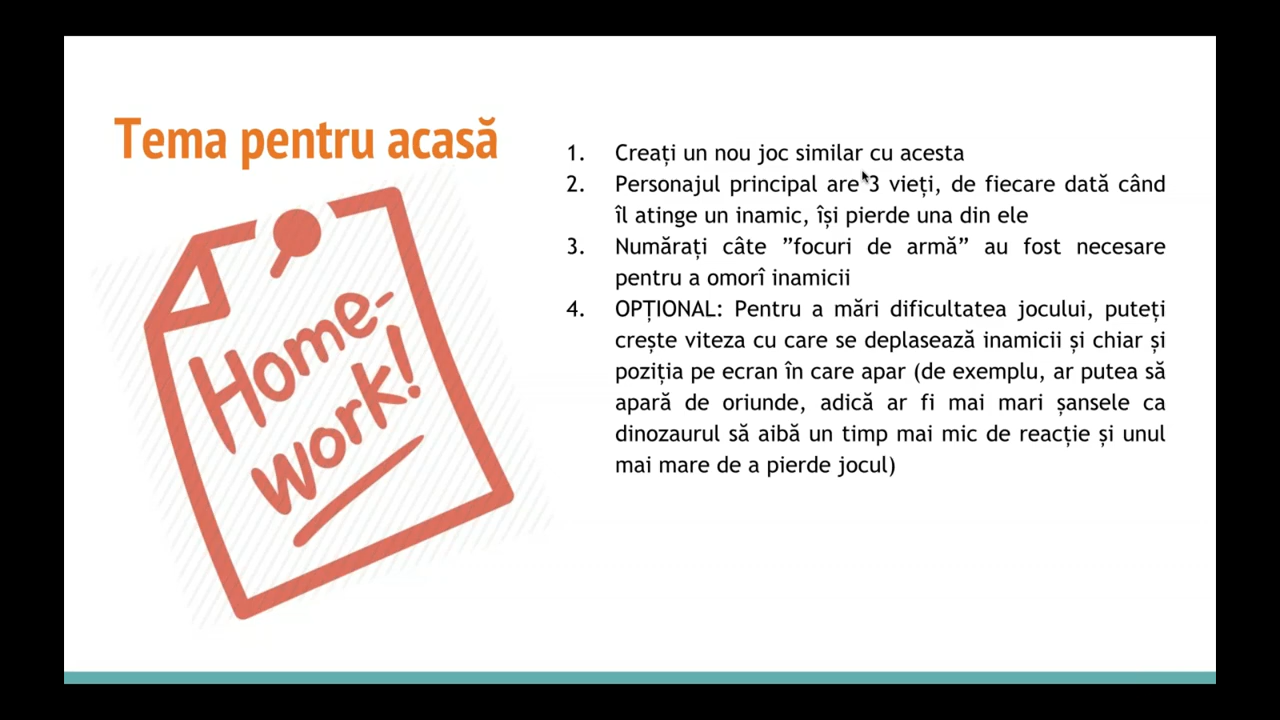 Tema pentru acasă
Home-
work!
1. Creați un nou joc similar cu acesta
2. Personajul principal are 3 vieți, de fiecare dată când
îl atinge un inamic, își pierde una din ele
3. Numărați câte ”focuri de armă” au fost necesare
pentru a omorî inamicii
4. OPȚIONAL: Pentru a mări dificultatea jocului, puteți
crește viteza cu care se deplasează inamicii și chiar și
poziția pe ecran în care apar (de exemplu, ar putea să
apară de oriunde, adică ar fi mai mari șansele ca
dinozaurul să aibă un timp mai mic de reacție și unul
mai mare de a pierde jocul)